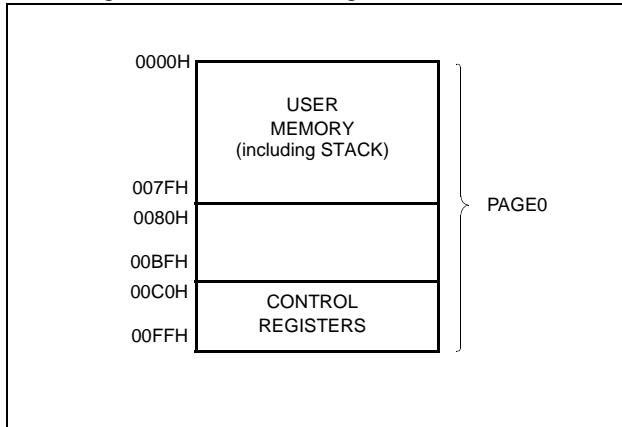 0000H
USER
MEMORY
(including STACK)
007FH
PAGE0
0080H
00BFH
00C0H
CONTROL
REGISTERS
00FFH